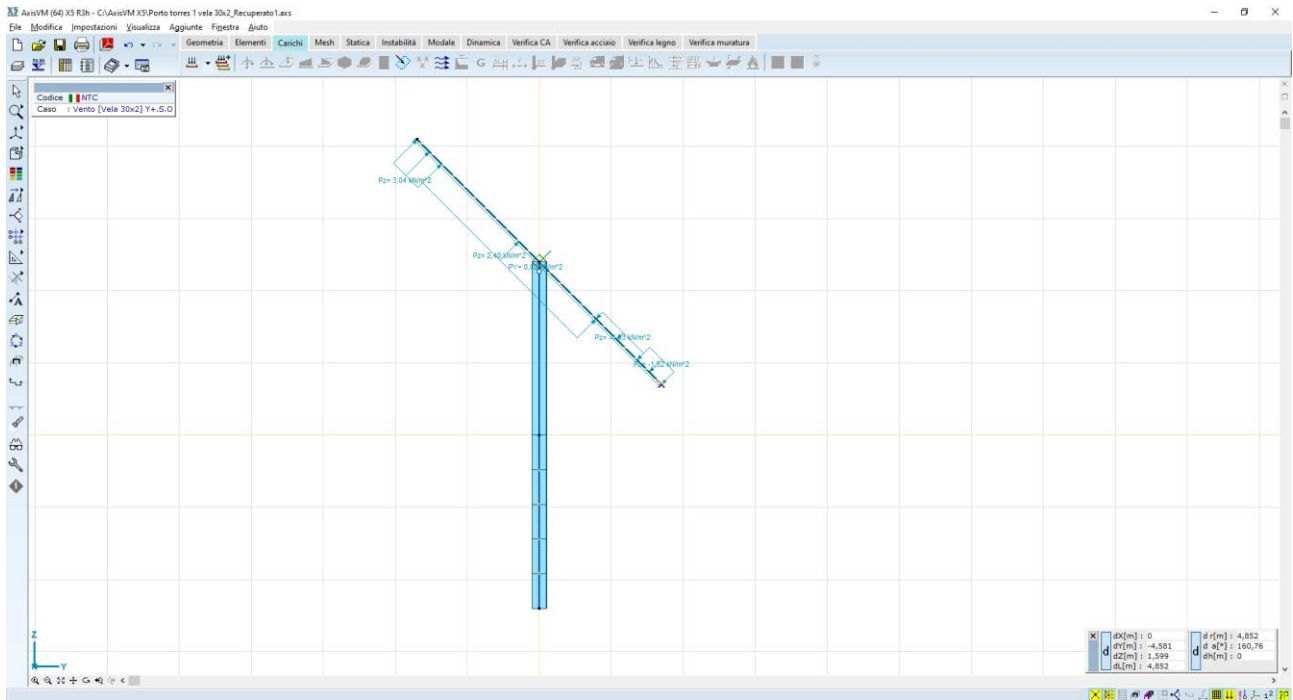 AxisVM (64) X5 R3h - C:\AxisVM X5\Porto torres 1 vela 30x2_Recuperato1.axs
File Modifica Impostazioni Visualizza Aggiunte Finestra Aiuto
Geometria Elementi Carichi Mesh Statica Instabilità Modale Dinamica Verifica CA Verifica acciaio Verifica legno Verifica muratura
Codice NTC
Caso : Vento [Vela 30x2] Y+.S.O
Pz= 3,04 kN/m^2
Pz= 2,40 kN/m^2
Z
Y
Pz= -1,52 kN/m^2
dX[m] : 0
dY[m] : -4,581
dZ[m] : 1,599
dL[m] : 4,852
d r[m] : 4,852
d a[°] : 160,76
dh[m] : 0